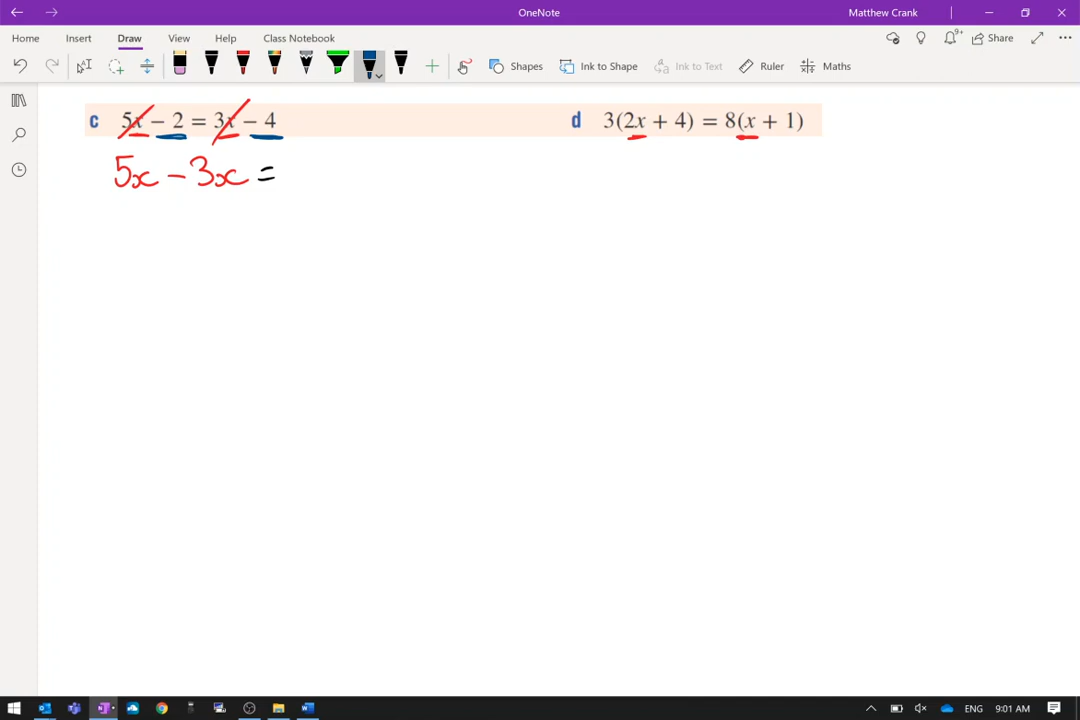 OneNote
Matthew Crank
Home Insert Draw View Help Class Notebook
9+ Share
Shapes Ink to Shape Ink to Text Ruler Maths
c 5x − 2 = 3x − 4
d 3(2x + 4) = 8(x + 1)
5x − 3x =
ENG 9:01 AM